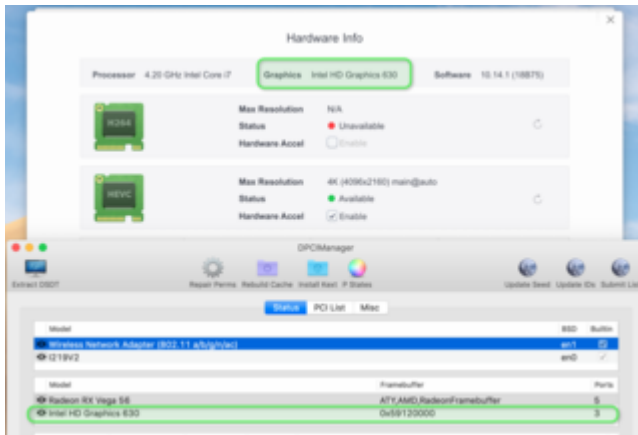 Hardware Info
Processor 4.20 GHz Intel Core i7 Graphics Intel HD Graphics 630 Software 10.14.1 (18B75)
H264
Max Resolution N/A
Status Unavailable
Hardware Accel Enable
HEVC
Max Resolution 4K (4096x2160) main@auto
Status Available
Hardware Accel Enable
DPCIManager
Extract DSDT Repair Perms Rebuild Cache Install Kext P States Update Seed Update IDs Submit List
Status PCI List Misc
Model BSD Builtin
Wireless Network Adapter (802.11 a/b/g/n/ac) en1
I219V2 en0
Model Framebuffer Ports
Radeon RX Vega 56 ATY,AMD,RadeonFramebuffer 5
Intel HD Graphics 630 0x59120000 3